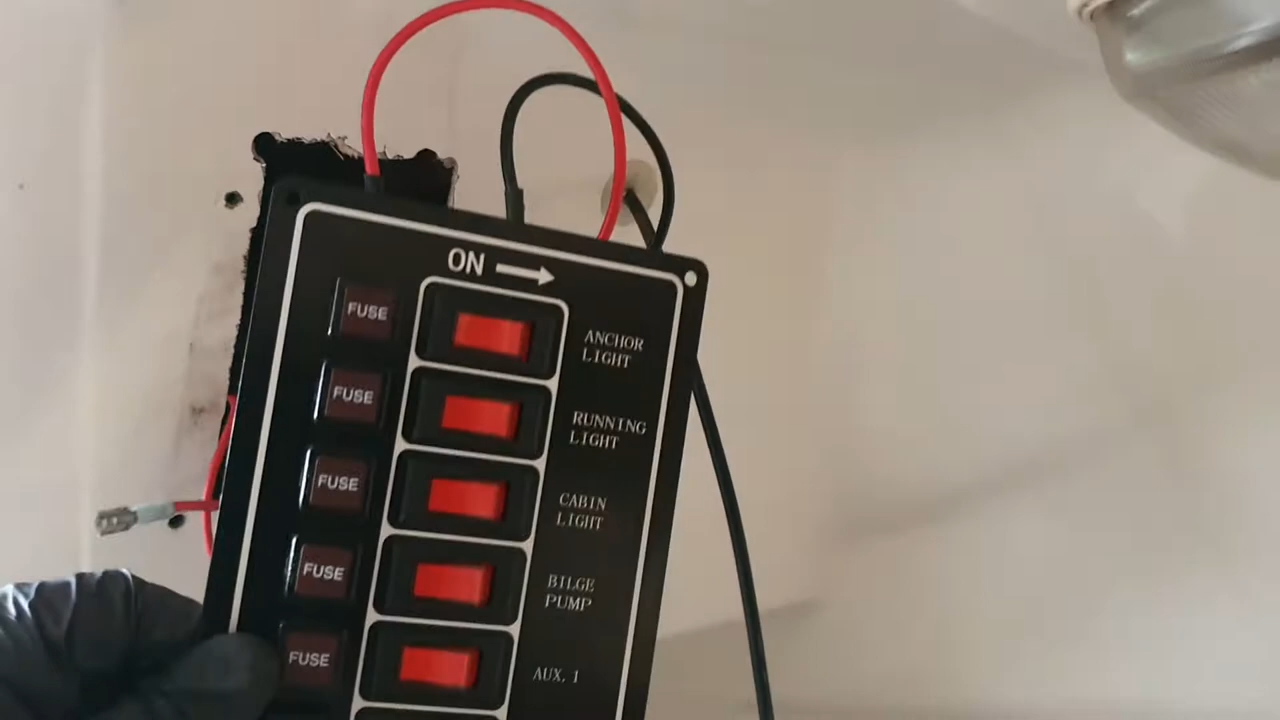 ON
FUSE
ANCHOR
LIGHT
FUSE
RUNNING
LIGHT
FUSE
CABIN
LIGHT
FUSE
BILGE
PUMP
FUSE
AUX. 1